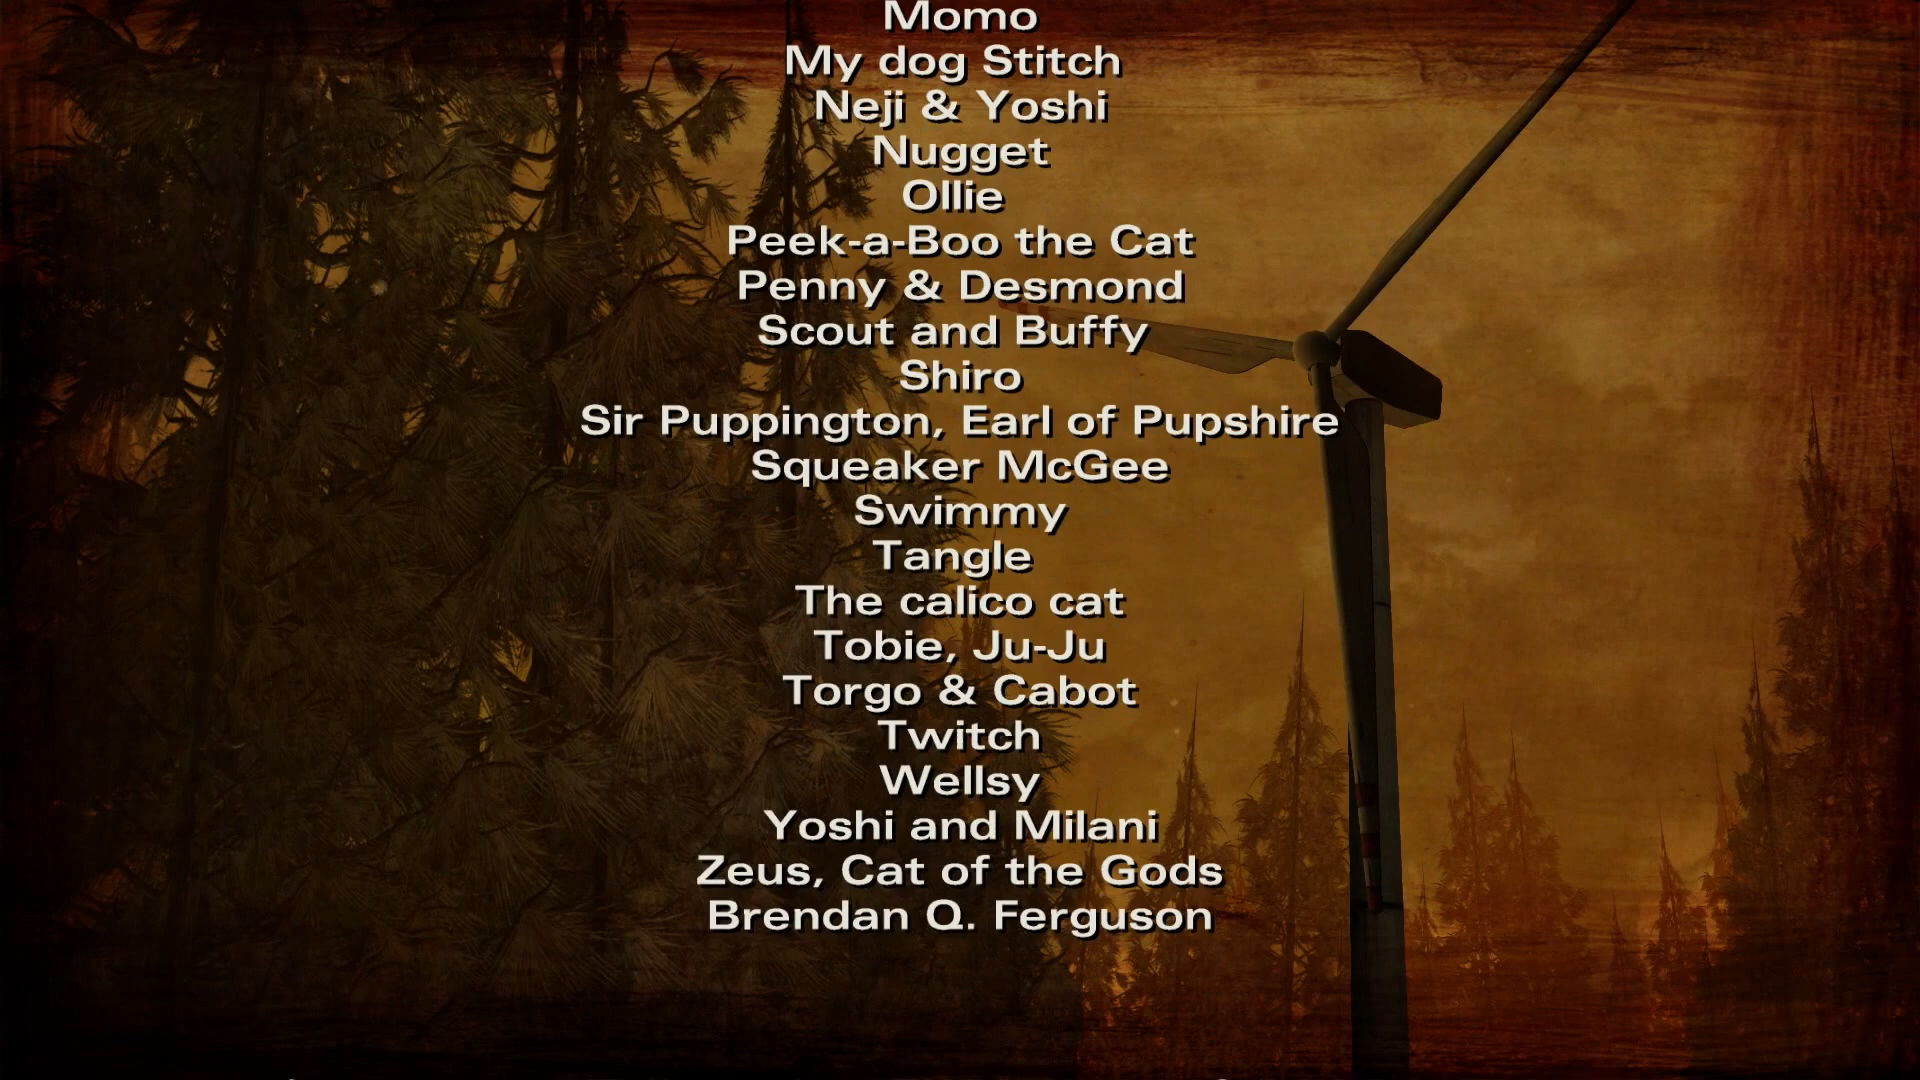 Momo
My dog Stitch
Neji & Yoshi
Nugget
Ollie
Peek-a-Boo the Cat
Penny & Desmond
Scout and Buffy
Shiro
Sir Puppington, Earl of Pupshire
Squeaker McGee
Swimmy
Tangle
The calico cat
Tobie, Ju-Ju
Torgo & Cabot
Twitch
Wellsy
Yoshi and Milani
Zeus, Cat of the Gods
Brendan Q. Ferguson